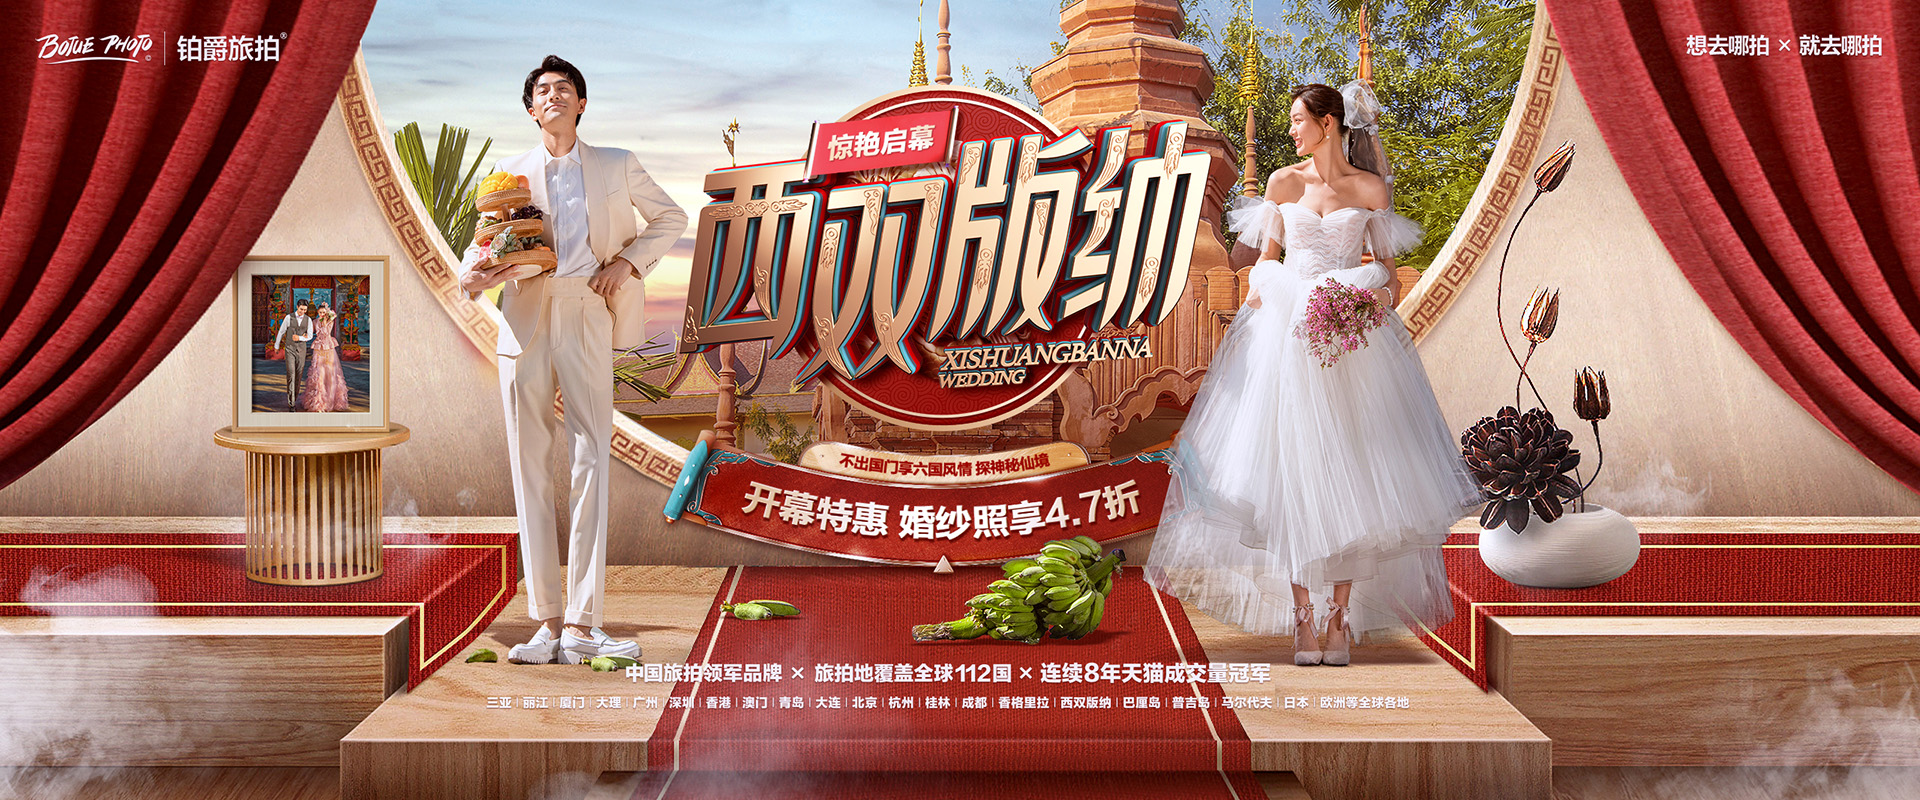 BOTUE PHOTO © 铂爵旅拍®
想去哪拍 × 就去哪拍
惊艳启幕
西双版纳
XISHUANGBANNA
WEDDING
不出国门享六国风情 探神秘仙境
开幕特惠 婚纱照享4.7折
中国旅拍领军品牌 × 旅拍地覆盖全球112国 × 连续8年天猫成交量冠军
三亚 | 丽江 | 厦门 | 大理 | 广州 | 深圳 | 香港 | 澳门 | 青岛 | 大连 | 北京 | 杭州 | 桂林 | 成都 | 香格里拉 | 西双版纳 | 巴厘岛 | 普吉岛 | 马尔代夫 | 日本 | 欧洲等全球各地